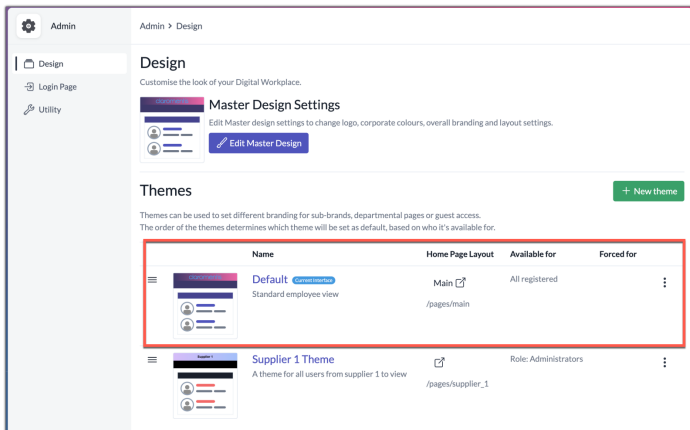 Admin
Admin > Design
Design
Login Page
Utility
Design
Customise the look of your Digital Workplace.
Master Design Settings
Edit Master design settings to change logo, corporate colours, overall branding and layout settings.
Edit Master Design
Themes
+ New theme
Themes can be used to set different branding for sub-brands, departmental pages or guest access.
The order of the themes determines which theme will be set as default, based on who it's available for.
Name Home Page Layout Available for Forced for
Default Current Interface Main All registered
Standard employee view
/pages/main
Supplier 1
Supplier 1 Theme Role: Administrators
A theme for all users from supplier 1 to view
/pages/supplier_1